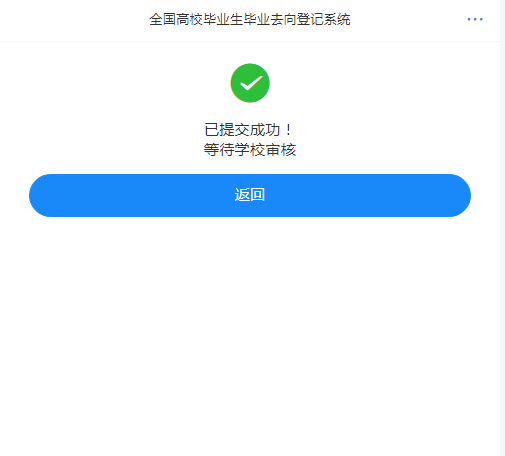 全国高校毕业生毕业去向登记系统
已提交成功！
等待学校审核
返回